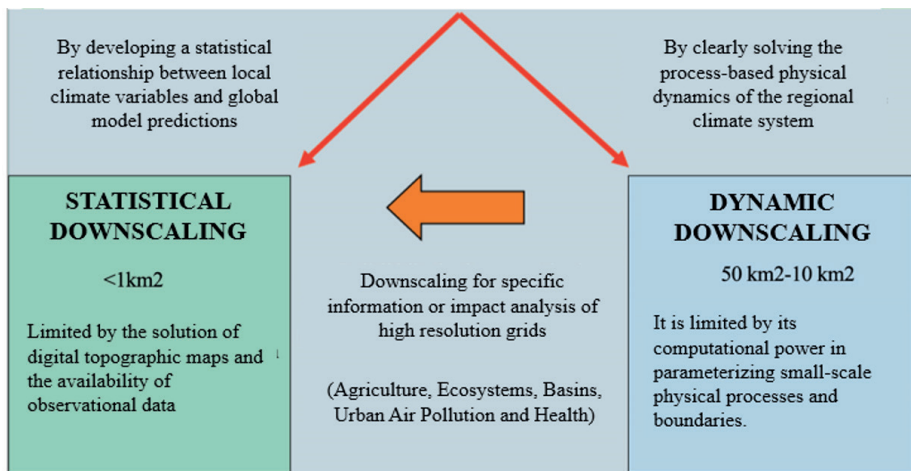 By developing a statistical
relationship between local
climate variables and global
model predictions
By clearly solving the
process-based physical
dynamics of the regional
climate system
STATISTICAL
DOWNSCALING
<1km2
Limited by the solution of
digital topographic maps and
the availability of
observational data
Downscaling for specific
information or impact analysis of
high resolution grids
(Agriculture, Ecosystems, Basins,
Urban Air Pollution and Health)
DYNAMIC
DOWNSCALING
50 km2-10 km2
It is limited by its
computational power in
parameterizing small-scale
physical processes and
boundaries.